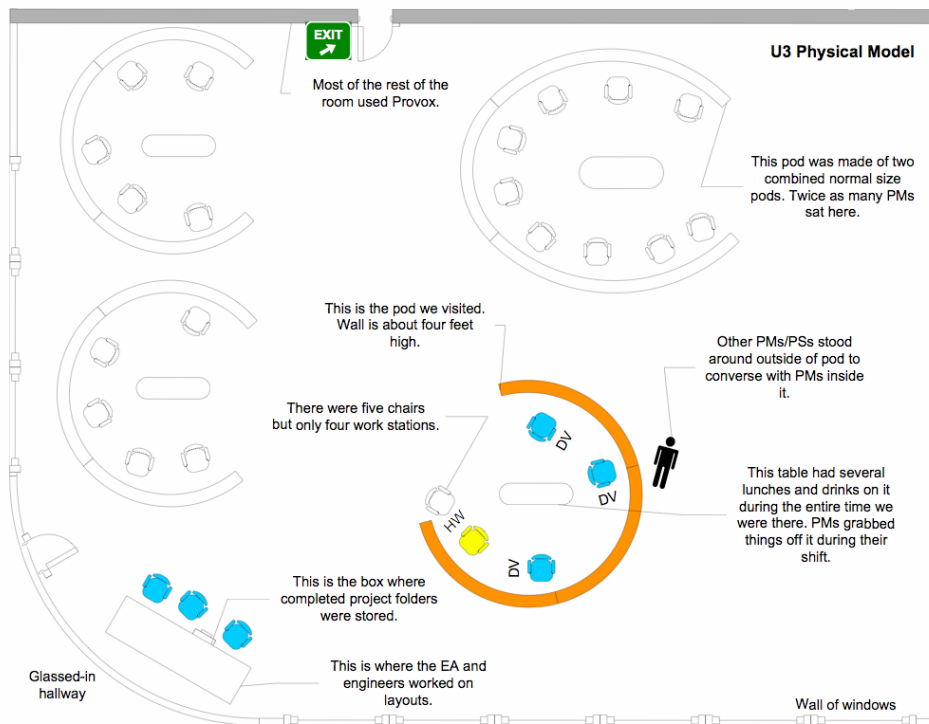 EXIT
U3 Physical Model
Most of the rest of the
room used Provox.
This pod was made of two
combined normal size
pods. Twice as many PMs
sat here.
This is the pod we visited.
Wall is about four feet
high.
Other PMs/PSs stood
around outside of pod to
converse with PMs inside
it.
There were five chairs
but only four work stations.
DV
DV
HW
DV
This table had several
lunches and drinks on it
during the entire time we
were there. PMs grabbed
things off it during their
shift.
This is the box where
completed project folders
were stored.
This is where the EA and
engineers worked on
layouts.
Glassed-in
hallway
Wall of windows